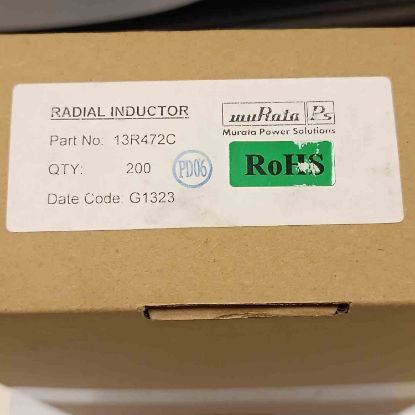 RADIAL INDUCTOR
muRata Ps
Murata Power Solutions
Part No: 13R472C
QTY: 200
PD06
RoHS
Date Code: G1323